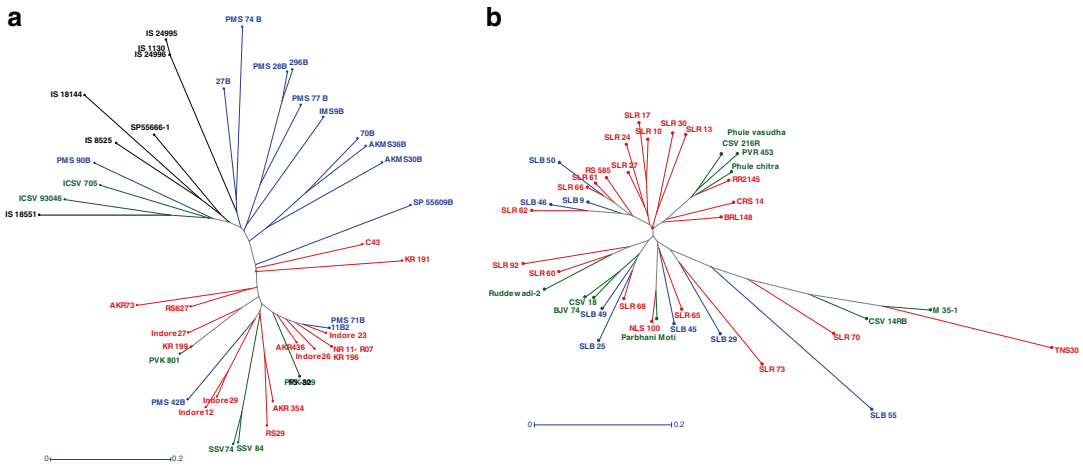 a
b
PMS 74 B
IS 24995
IS 1130
IS 24996
PMS 28B
296B
27B
IS 18144
PMS 77 B
IMS9B
SP55666-1
70B
IS 8525
AKMS36B
PMS 90B
AKMS30B
ICSV 705
ICSV 93046
IS 18551
SP 55609B
C43
KR 191
AKR73
RS627
PMS 71B
11B2
Indore27
Indore 23
KR 199
AKR436
NR 11- R07
PVK 801
Indore26
KR 196
PMS 42B
Indore29
Indore12
AKR 354
RS29
SSV74
SSV 84
0
0.2
SLR 17
SLR 30
SLR 10
SLR 13
SLR 24
Phule vasudha
CSV 216R
PVR 453
SLB 50
SLR 27
Phule chitra
RS 585
SLR 61
RR2145
SLR 66
SLB 46
SLB 9
CRS 14
SLR 62
BRL148
SLR 92
SLR 60
Ruddewadi-2
CSV 18
BJV 74
SLB 49
SLR 68
SLR 65
NLS 100
SLB 45
Parbhani Moti
SLB 25
SLB 29
M 35-1
CSV 14RB
SLR 70
TNS30
SLR 73
SLB 55
0
0.2